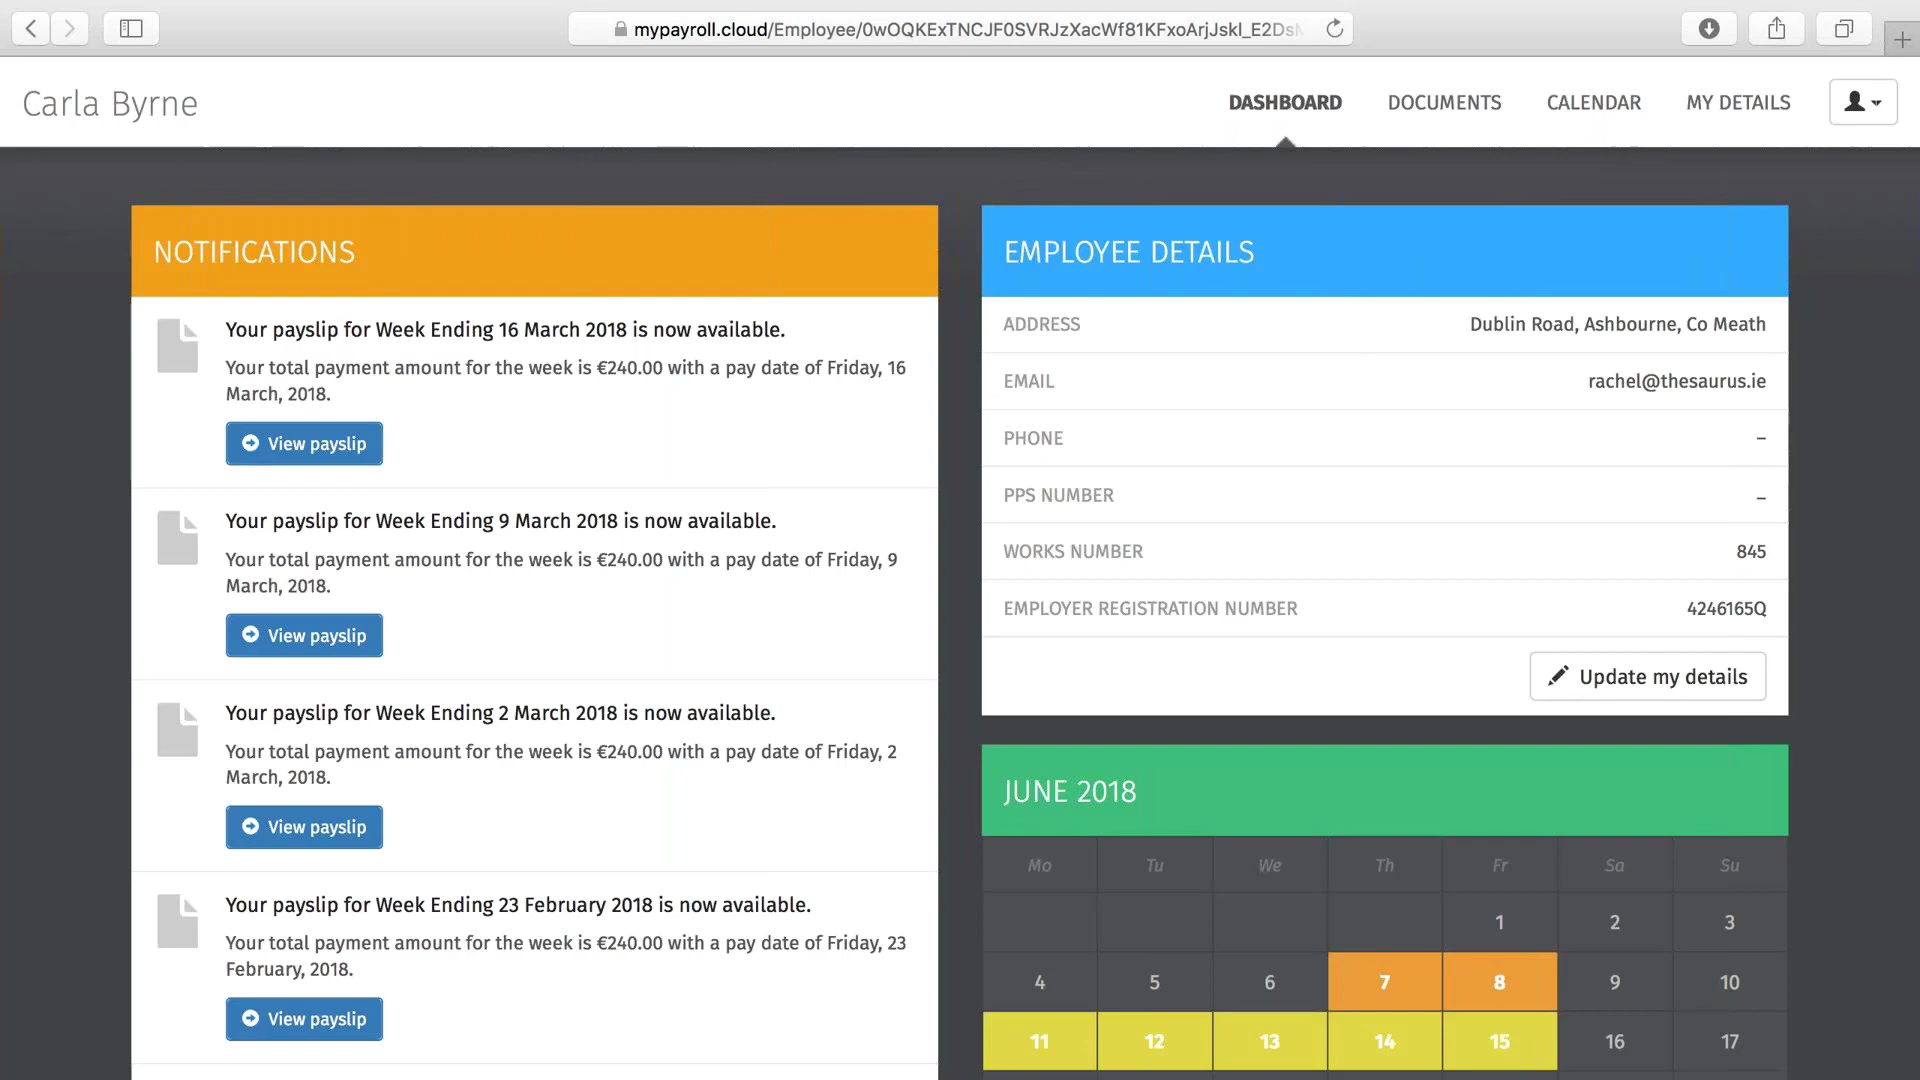 mypayroll.cloud/Employee/0wOQKExTNCJF0SVRJzXacWf81KFxoArjJskl_E2Ds
Carla Byrne
DASHBOARD
DOCUMENTS
CALENDAR
MY DETAILS
NOTIFICATIONS
Your payslip for Week Ending 16 March 2018 is now available.
Your total payment amount for the week is €240.00 with a pay date of Friday, 16
March, 2018.
View payslip
Your payslip for Week Ending 9 March 2018 is now available.
Your total payment amount for the week is €240.00 with a pay date of Friday, 9
March, 2018.
View payslip
Your payslip for Week Ending 2 March 2018 is now available.
Your total payment amount for the week is €240.00 with a pay date of Friday, 2
March, 2018.
View payslip
Your payslip for Week Ending 23 February 2018 is now available.
Your total payment amount for the week is €240.00 with a pay date of Friday, 23
February, 2018.
View payslip
EMPLOYEE DETAILS
ADDRESS Dublin Road, Ashbourne, Co Meath
EMAIL rachel@thesaurus.ie
PHONE –
PPS NUMBER –
WORKS NUMBER 845
EMPLOYER REGISTRATION NUMBER 4246165Q
Update my details
JUNE 2018
Mo Tu We Th Fr Sa Su
1 2 3
4 5 6 7 8 9 10
11 12 13 14 15 16 17